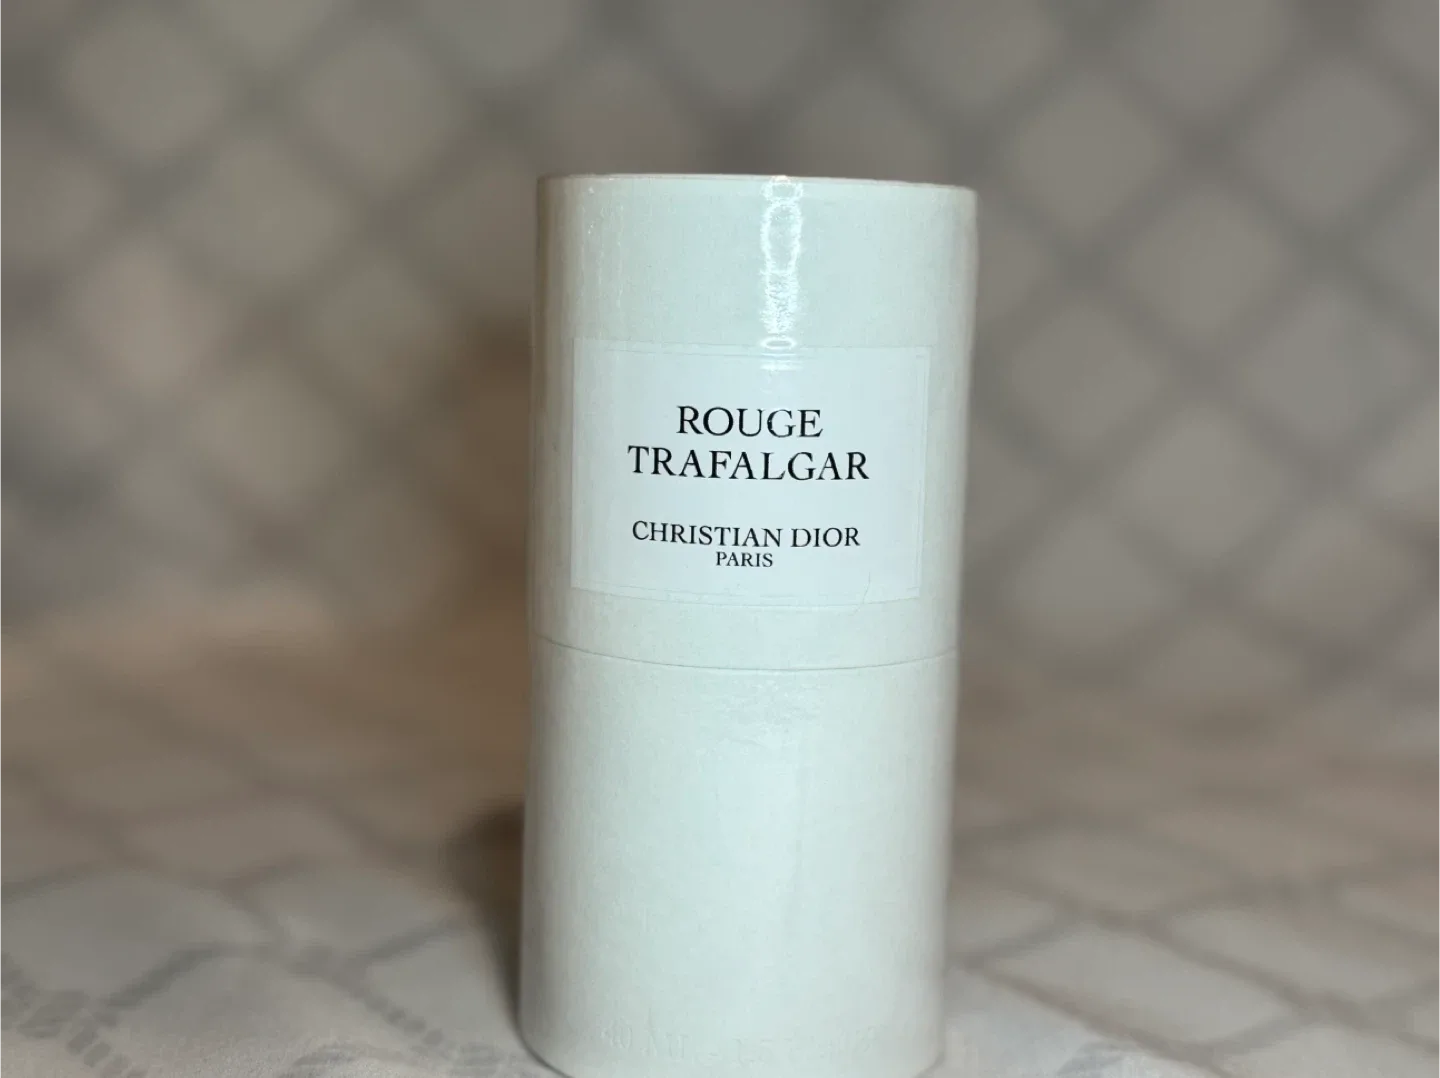 ROUGE
TRAFALGAR
CHRISTIAN DIOR
PARIS